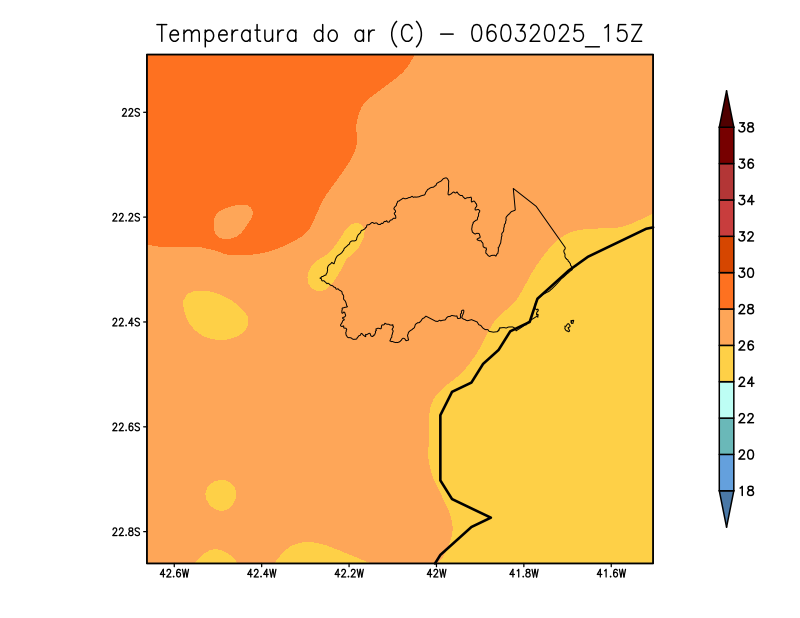 Temperatura do ar (C) – 06032025_15Z
22S
22.2S
22.4S
22.6S
22.8S
42.6W
42.4W
42.2W
42W
41.8W
41.6W
38
36
34
32
30
28
26
24
22
20
18